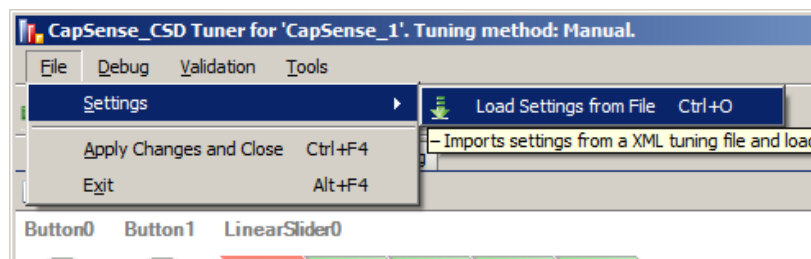 CapSense_CSD Tuner for 'CapSense_1'. Tuning method: Manual.
File Debug Validation Tools
Settings
Load Settings from File Ctrl+O
Imports settings from a XML tuning file and load
Apply Changes and Close Ctrl+F4
Exit Alt+F4
Button0 Button1 LinearSlider0